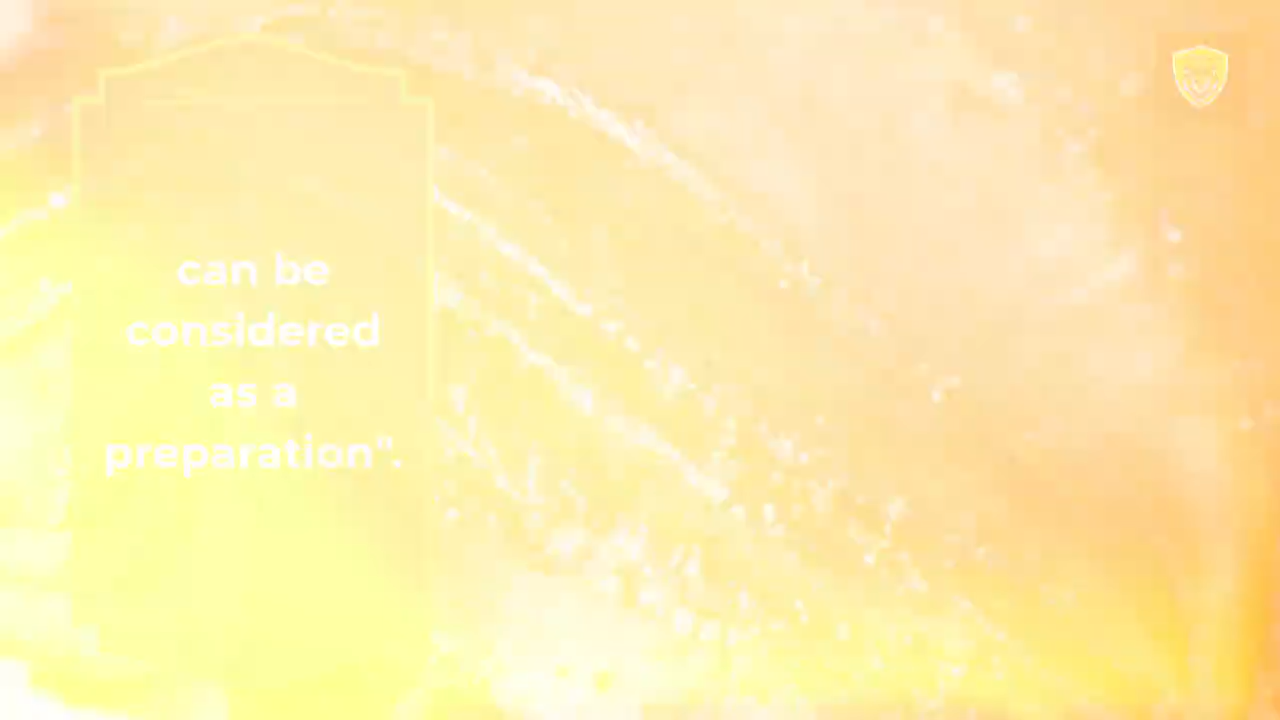 can be
considered
as a
preparation".